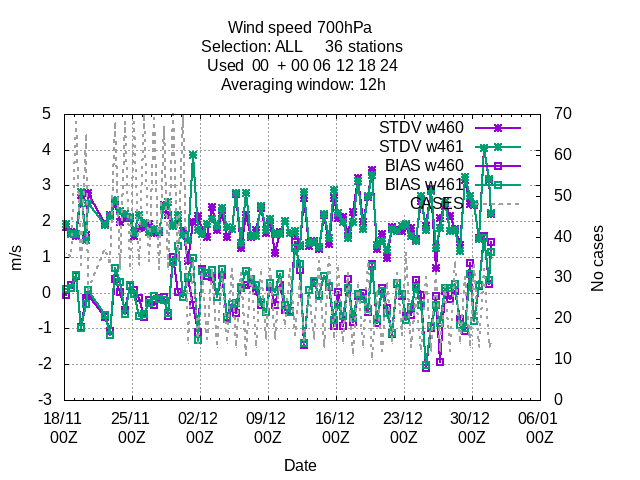 Wind speed 700hPa
Selection: ALL     36 stations
Used  00  + 00 06 12 18 24
Averaging window: 12h
5 70
STDV w460
STDV w461
4 60
BIAS w460
BIAS w461
3 50
CASES
2 40
1 30
0
20
-1
-2 10
-3 0
m/s
No cases
18/11 25/11 02/12 09/12 16/12 23/12 30/12 06/01
00Z 00Z 00Z 00Z 00Z 00Z 00Z 00Z
Date